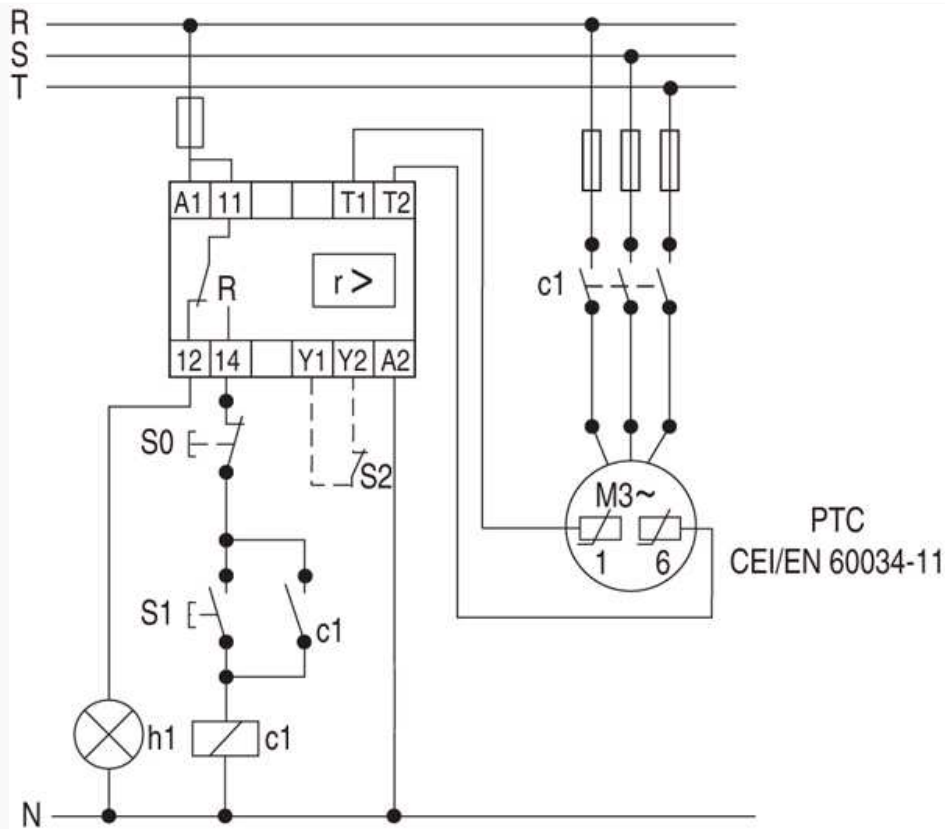 R
S
T
A1 11 T1 T2
R
r >
12 14 Y1 Y2 A2
c1
S0
S2
M3~
1 6
PTC
CEI/EN 60034-11
S1
c1
h1
c1
N